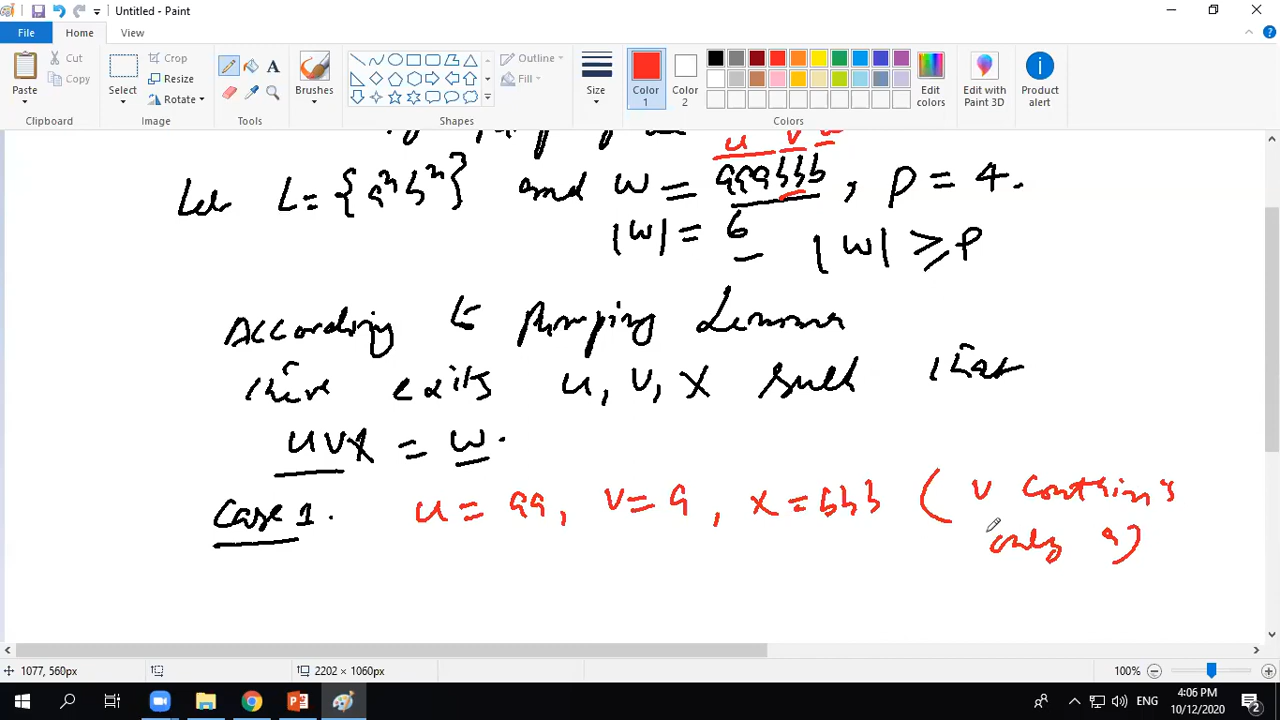 Untitled - Paint
File Home View
Paste Cut Copy Clipboard
Select Crop Resize Rotate Image
Tools
Brushes
Outline Fill Shapes
Size
Color 1 Color 2 Edit colors Colors
Edit with Paint 3D
Product alert
u v
Let L = {aⁿbⁿ} and w = aaabbb, P = 4.
|w| = 6 |w| ≥ P
According to Pumping Lemma
there exits u, v, x such that
uvx = w.
Case 1. u = aa, v = a, x = bbb (v contain's
only a)
1077, 560px 2202 × 1060px 100%
ENG 4:06 PM 10/12/2020 2